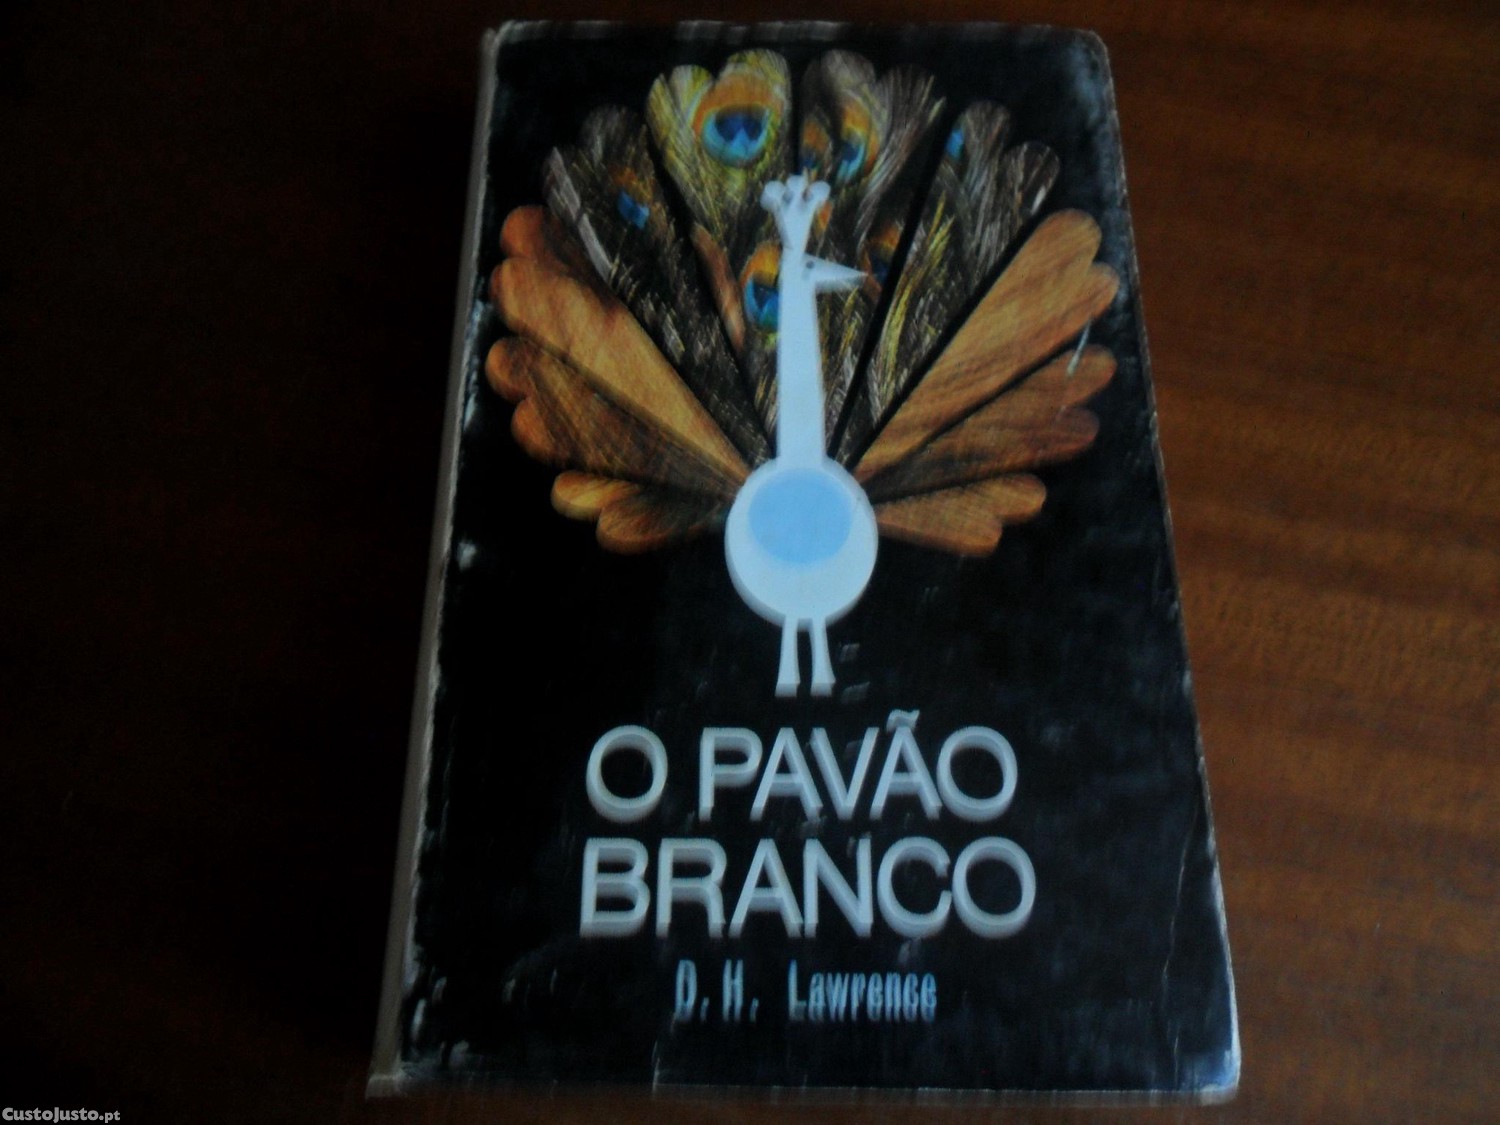 O PAVÃO
BRANCO
D. H. Lawrence
CustoJusto.pt